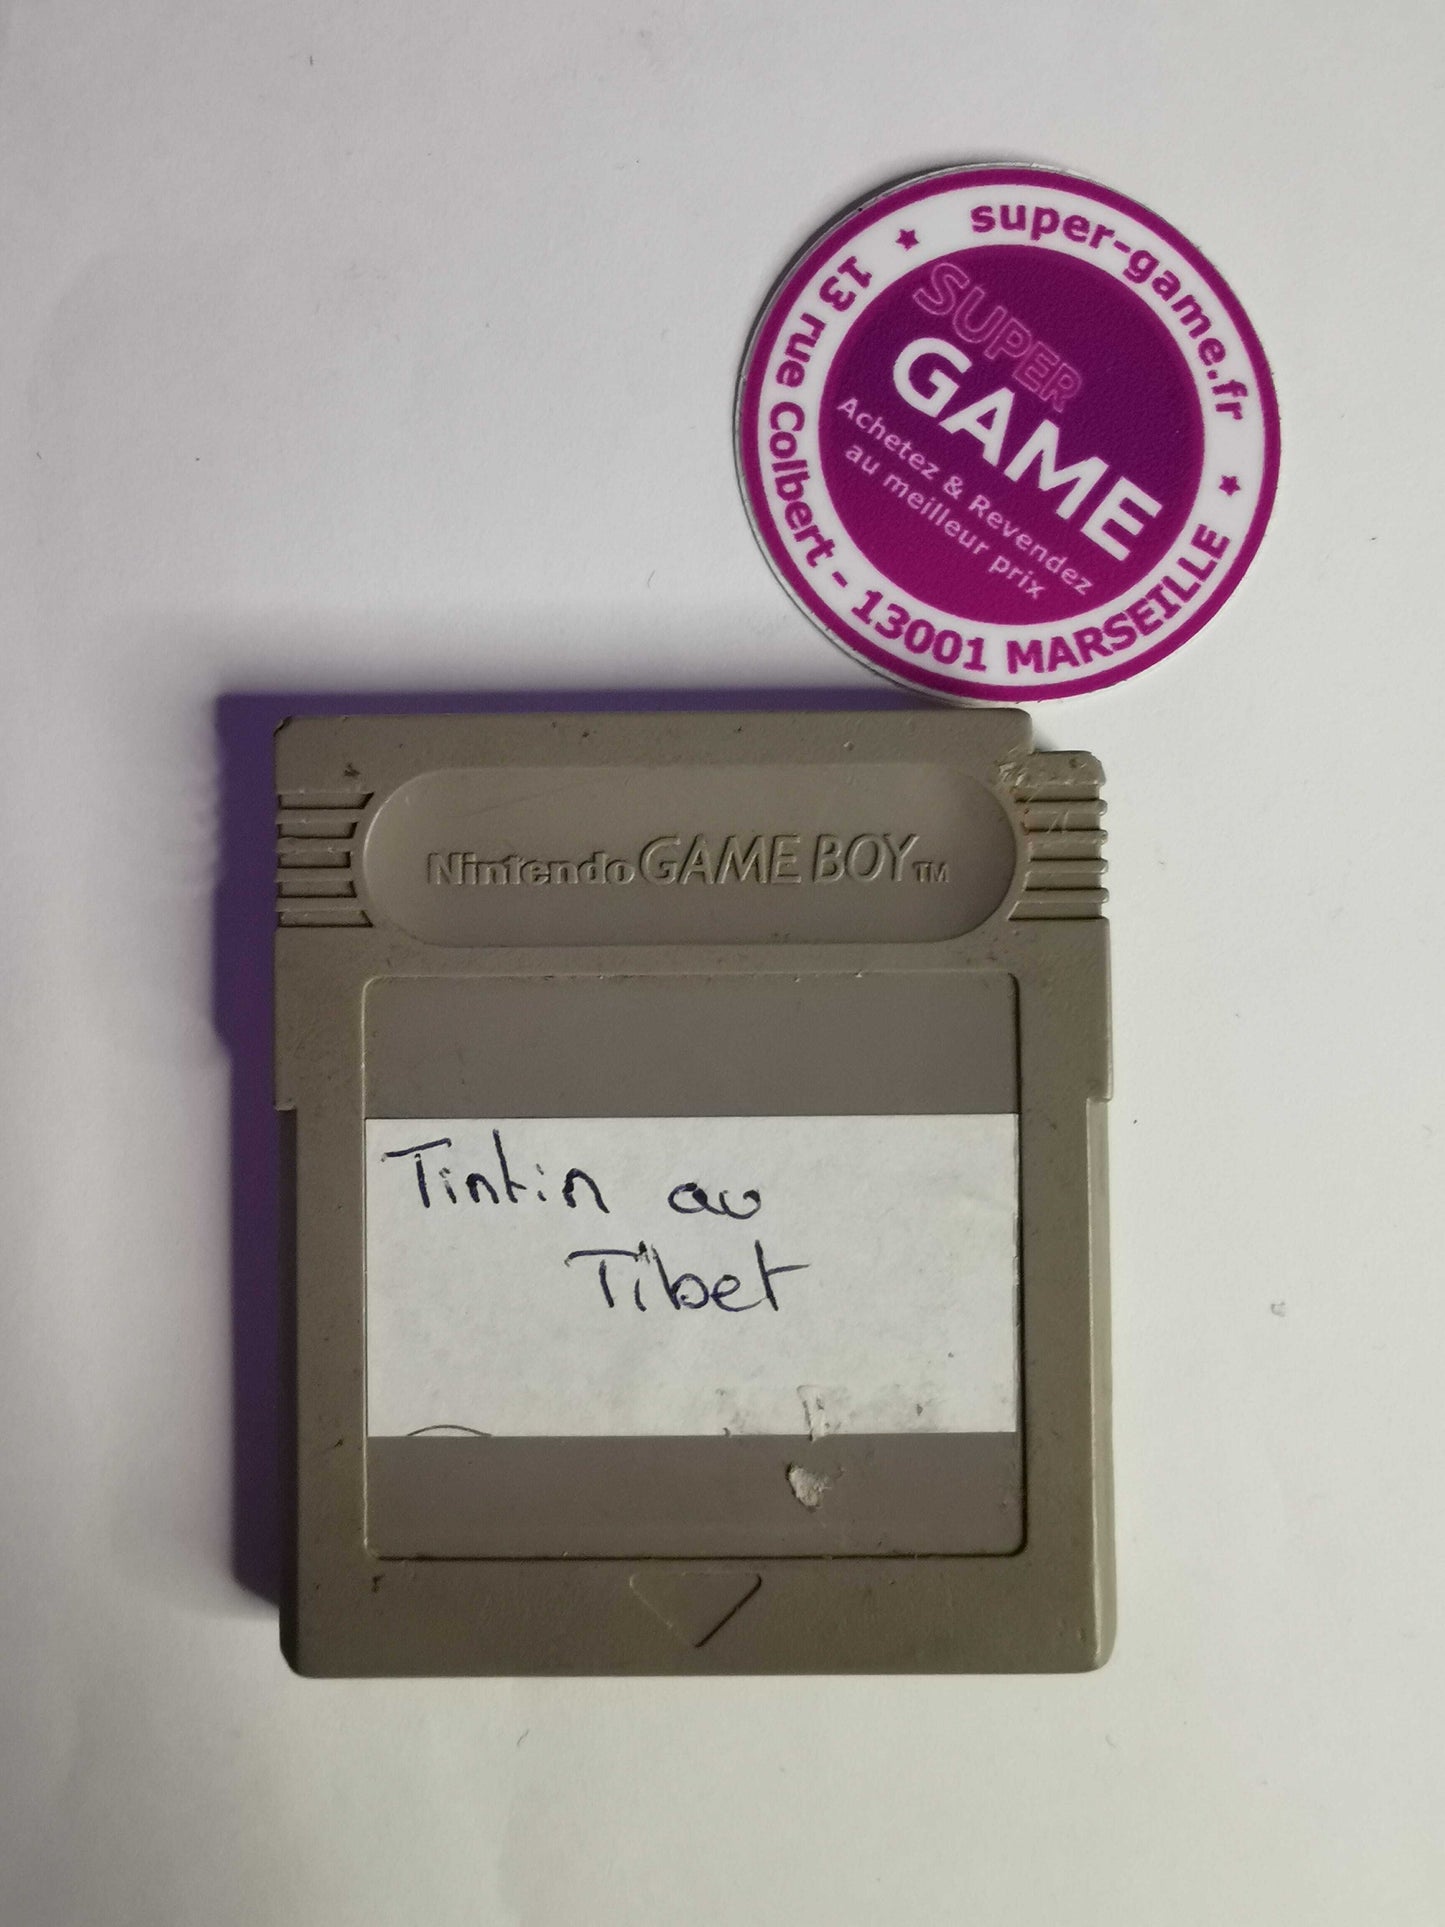 super-game.fr
SUPER
GAME
Achetez & Revendez
au meilleur prix
13 rue Colbert - 13001 MARSEILLE
Nintendo GAME BOY TM
Tintin au
Tibet